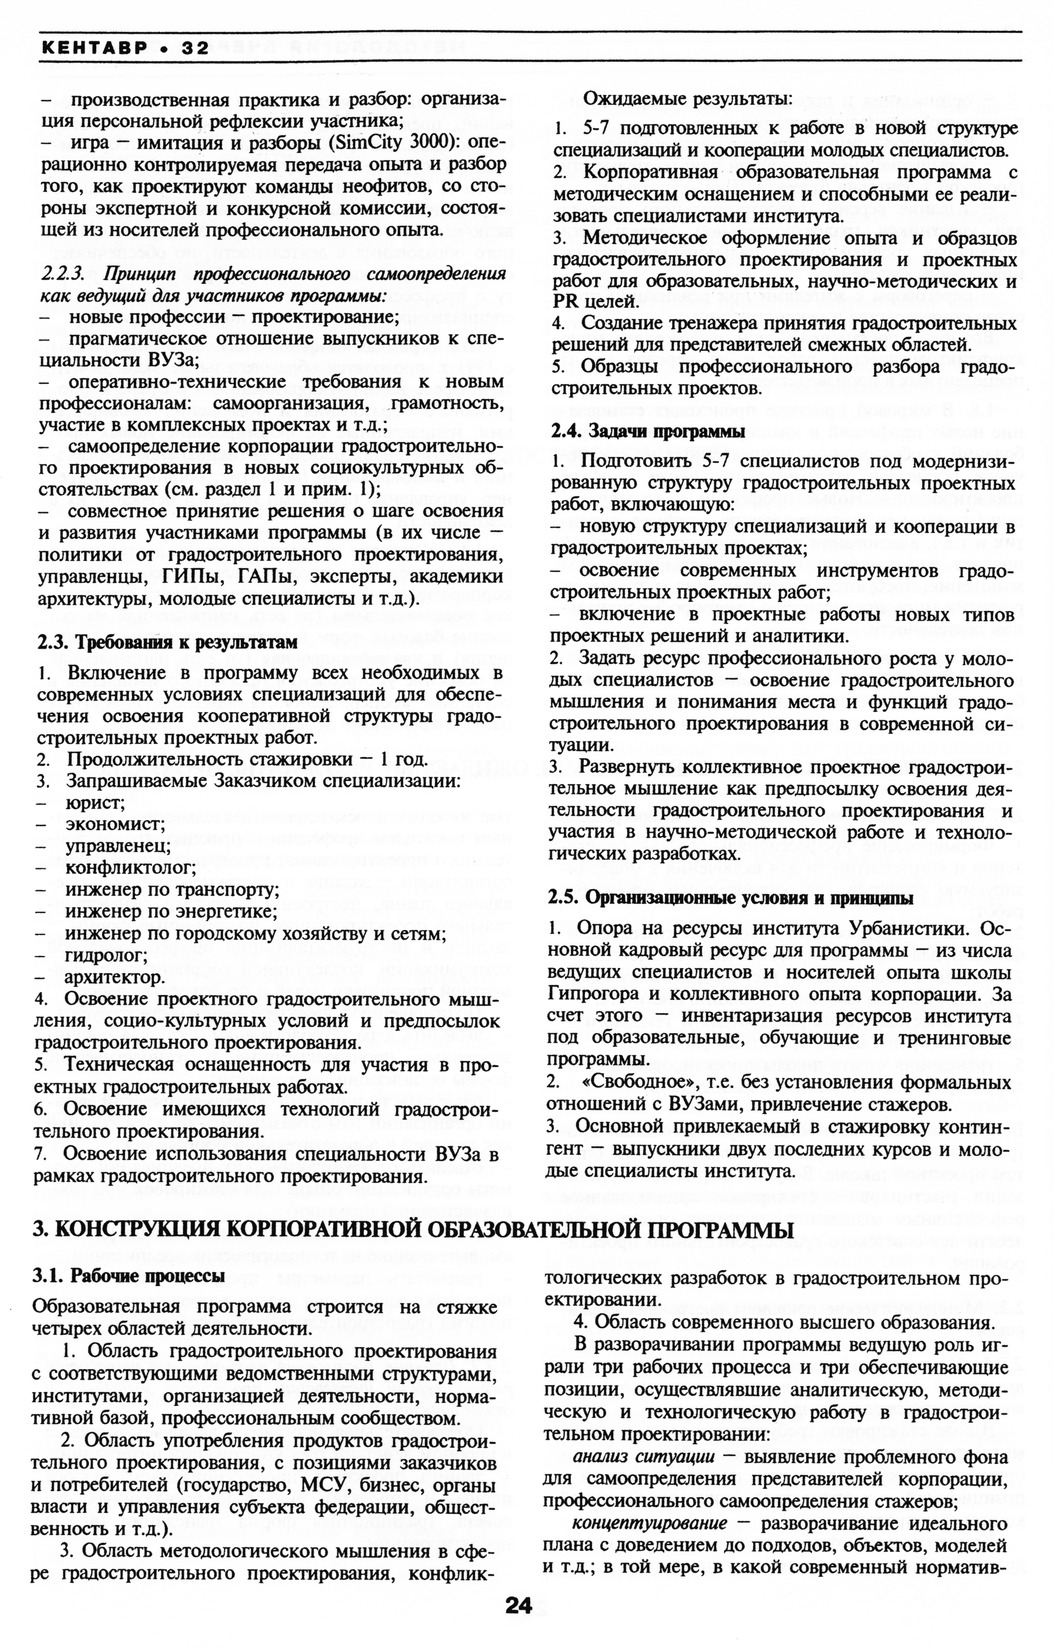 КЕНТАВР • 32
– производственная практика и разбор: организа-
ция персональной рефлексии участника;
– игра — имитация и разборы (SimCity 3000): опе-
рационно контролируемая передача опыта и разбор
того, как проектируют команды неофитов, со сто-
роны экспертной и конкурсной комиссии, состоя-
щей из носителей профессионального опыта.
2.2.3. Принцип профессионального самоопределения
как ведущий для участников программы:
– новые профессии — проектирование;
– прагматическое отношение выпускников к спе-
циальности ВУЗа;
– оперативно-технические требования к новым
профессионалам: самоорганизация, грамотность,
участие в комплексных проектах и т.д.;
– самоопределение корпорации градостроительно-
го проектирования в новых социокультурных об-
стоятельствах (см. раздел 1 и прим. 1);
– совместное принятие решения о шаге освоения
и развития участниками программы (в их числе —
политики от градостроительного проектирования,
управленцы, ГИПы, ГАПы, эксперты, академики
архитектуры, молодые специалисты и т.д.).
2.3. Требования к результатам
1. Включение в программу всех необходимых в
современных условиях специализаций для обеспе-
чения освоения кооперативной структуры градо-
строительных проектных работ.
2. Продолжительность стажировки — 1 год.
3. Запрашиваемые Заказчиком специализации:
– юрист;
– экономист;
– управленец;
– конфликтолог;
– инженер по транспорту;
– инженер по энергетике;
– инженер по городскому хозяйству и сетям;
– гидролог;
– архитектор.
4. Освоение проектного градостроительного мыш-
ления, социо-культурных условий и предпосылок
градостроительного проектирования.
5. Техническая оснащенность для участия в про-
ектных градостроительных работах.
6. Освоение имеющихся технологий градострои-
тельного проектирования.
7. Освоение использования специальности ВУЗа в
рамках градостроительного проектирования.
Ожидаемые результаты:
1. 5-7 подготовленных к работе в новой структуре
специализаций и кооперации молодых специалистов.
2. Корпоративная образовательная программа с
методическим оснащением и способными ее реали-
зовать специалистами института.
3. Методическое оформление опыта и образцов
градостроительного проектирования и проектных
работ для образовательных, научно-методических и
PR целей.
4. Создание тренажера принятия градостроительных
решений для представителей смежных областей.
5. Образцы профессионального разбора градо-
строительных проектов.
2.4. Задачи программы
1. Подготовить 5-7 специалистов под модернизи-
рованную структуру градостроительных проектных
работ, включающую:
– новую структуру специализаций и кооперации в
градостроительных проектах;
– освоение современных инструментов градо-
строительных проектных работ;
– включение в проектные работы новых типов
проектных решений и аналитики.
2. Задать ресурс профессионального роста у моло-
дых специалистов — освоение градостроительного
мышления и понимания места и функций градо-
строительного проектирования в современной си-
туации.
3. Развернуть коллективное проектное градострои-
тельное мышление как предпосылку освоения дея-
тельности градостроительного проектирования и
участия в научно-методической работе и техноло-
гических разработках.
2.5. Организационные условия и принципы
1. Опора на ресурсы института Урбанистики. Ос-
новной кадровый ресурс для программы — из числа
ведущих специалистов и носителей опыта школы
Гипрогора и коллективного опыта корпорации. За
счет этого — инвентаризация ресурсов института
под образовательные, обучающие и тренинговые
программы.
2. «Свободное», т.е. без установления формальных
отношений с ВУЗами, привлечение стажеров.
3. Основной привлекаемый в стажировку контин-
гент — выпускники двух последних курсов и моло-
дые специалисты института.
3. КОНСТРУКЦИЯ КОРПОРАТИВНОЙ ОБРАЗОВАТЕЛЬНОЙ ПРОГРАММЫ
3.1. Рабочие процессы
Образовательная программа строится на стяжке
четырех областей деятельности.
1. Область градостроительного проектирования
с соответствующими ведомственными структурами,
институтами, организацией деятельности, норма-
тивной базой, профессиональным сообществом.
2. Область употребления продуктов градострои-
тельного проектирования, с позициями заказчиков
и потребителей (государство, МСУ, бизнес, органы
власти и управления субъекта федерации, общест-
венность и т.д.).
3. Область методологического мышления в сфе-
ре градостроительного проектирования, конфлик-
тологических разработок в градостроительном про-
ектировании.
4. Область современного высшего образования.
В разворачивании программы ведущую роль иг-
рали три рабочих процесса и три обеспечивающие
позиции, осуществлявшие аналитическую, методи-
ческую и технологическую работу в градострои-
тельном проектировании:
анализ ситуации — выявление проблемного фона
для самоопределения представителей корпорации,
профессионального самоопределения стажеров;
концептуирование — разворачивание идеального
плана с доведением до подходов, объектов, моделей
и т.д.; в той мере, в какой современный норматив-
24